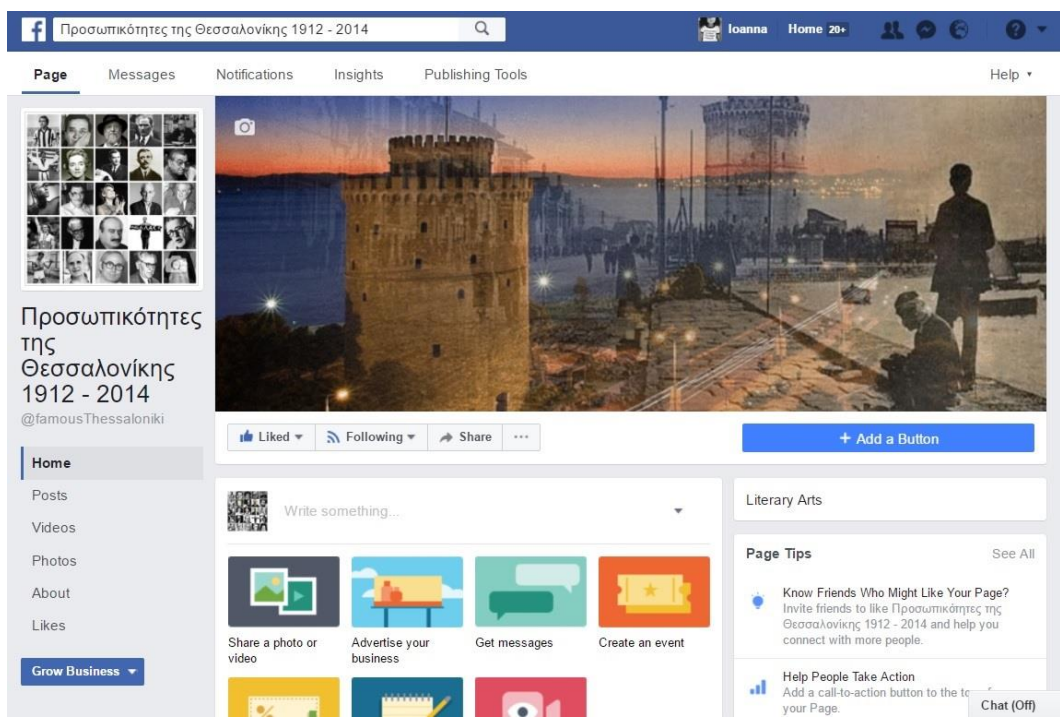 Προσωπικότητες της Θεσσαλονίκης 1912 - 2014
Ioanna
Home 20+
Page
Messages
Notifications
Insights
Publishing Tools
Help
Προσωπικότητες
της
Θεσσαλονίκης
1912 - 2014
@famousThessaloniki
Home
Posts
Videos
Photos
About
Likes
Grow Business
Liked
Following
Share
+ Add a Button
Write something...
Share a photo or
video
Advertise your
business
Get messages
Create an event
Literary Arts
Page Tips
See All
Know Friends Who Might Like Your Page?
Invite friends to like Προσωπικότητες της
Θεσσαλονίκης 1912 - 2014 and help you
connect with more people.
Help People Take Action
Add a call-to-action button to the
your Page.
Chat (Off)